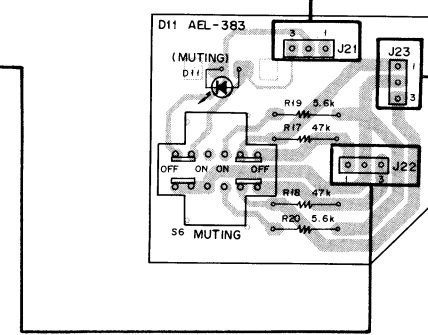 D11 AEL-383
3 1
J21
(MUTING)
D11
J23
1
3
R19 5.6k
R17 47k
OFF ON ON OFF
J22
1 3
R18 47k
R20 5.6k
S6 MUTING